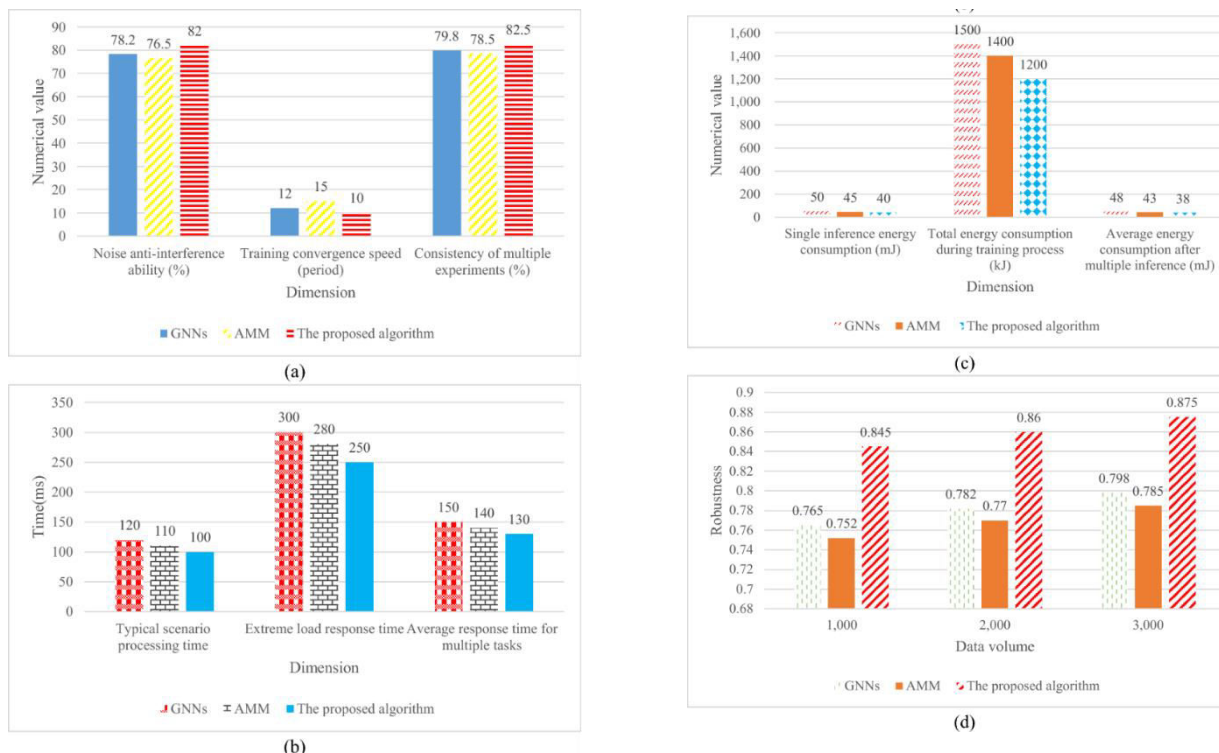 90
80
70
60
50
40
30
20
10
0
Numerical value
78.2 76.5 82
12 15 10
79.8 78.5 82.5
Noise anti-interference ability (%)
Training convergence speed (period)
Consistency of multiple experiments (%)
Dimension
GNNs AMM The proposed algorithm
(a)
350
300
250
200
150
100
50
0
Time(ms)
120 110 100
300 280 250
150 140 130
Typical scenario processing time
Extreme load response time
Average response time for multiple tasks
Dimension
GNNs AMM The proposed algorithm
(b)
1,600
1,400
1,200
1,000
800
600
400
200
0
Numerical value
50 45 40
1500 1400 1200
48 43 38
Single inference energy consumption (mJ)
Total energy consumption during training process (kJ)
Average energy consumption after multiple inference (mJ)
Dimension
GNNs AMM The proposed algorithm
(c)
0.9
0.88
0.86
0.84
0.82
0.8
0.78
0.76
0.74
0.72
0.7
0.68
Robustness
0.765 0.752 0.845
0.782 0.77 0.86
0.798 0.785 0.875
1,000 2,000 3,000
Data volume
GNNs AMM The proposed algorithm
(d)